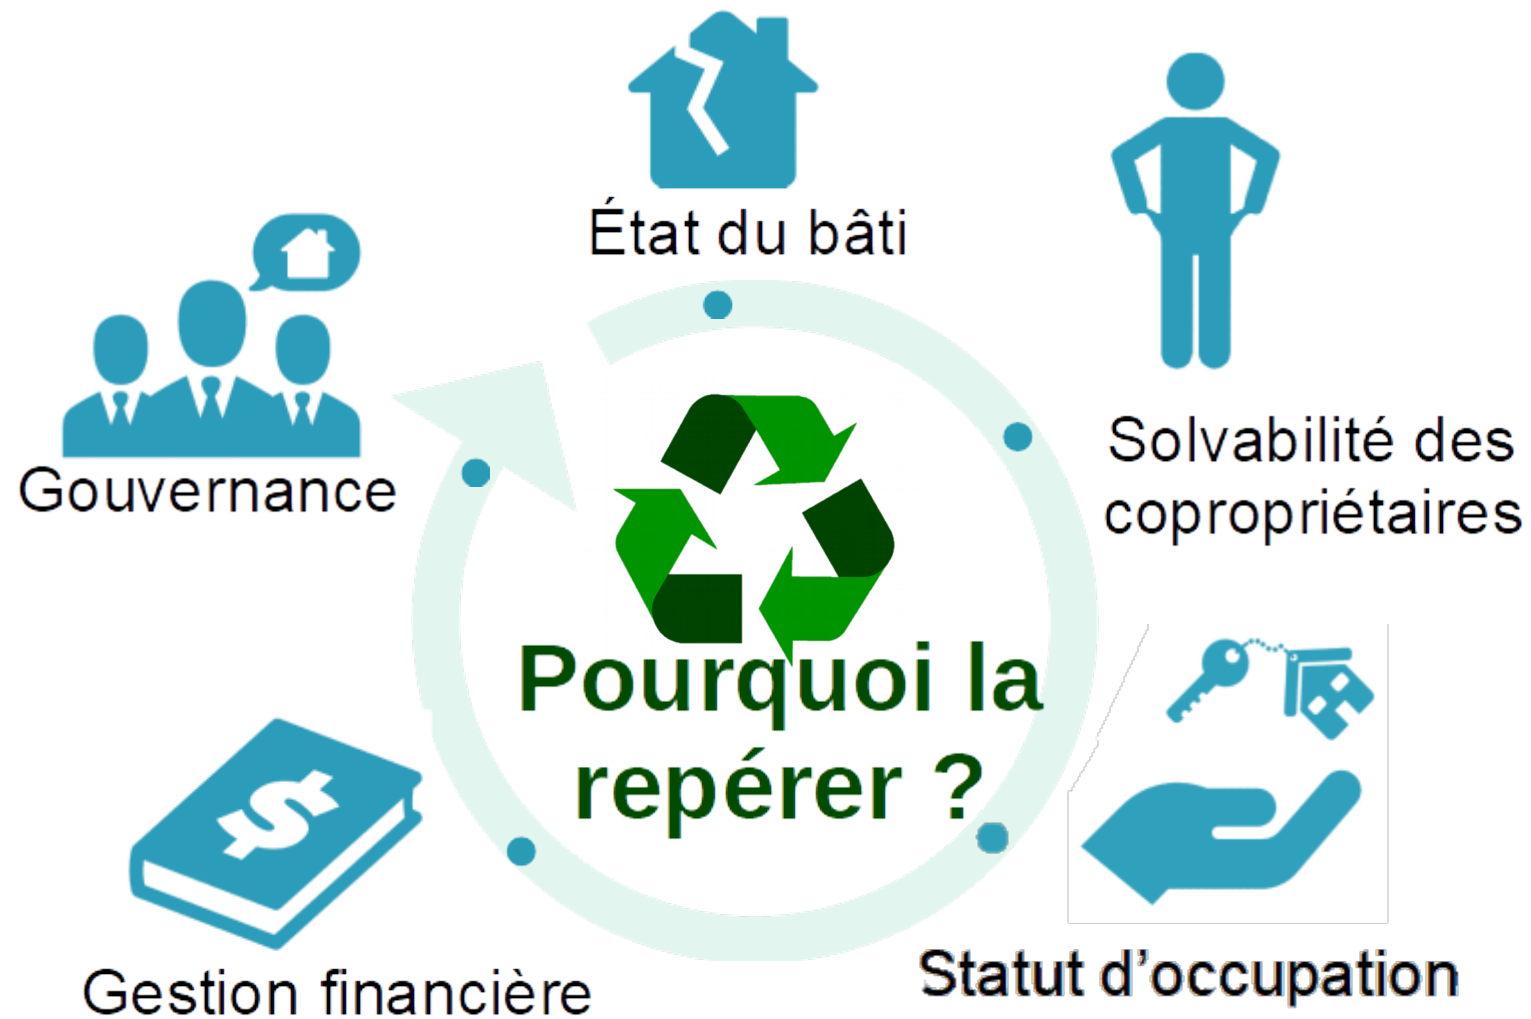 État du bâti
Solvabilité des
copropriétaires
Gouvernance
Pourquoi la
repérer ?
$
Gestion financière
Statut d’occupation